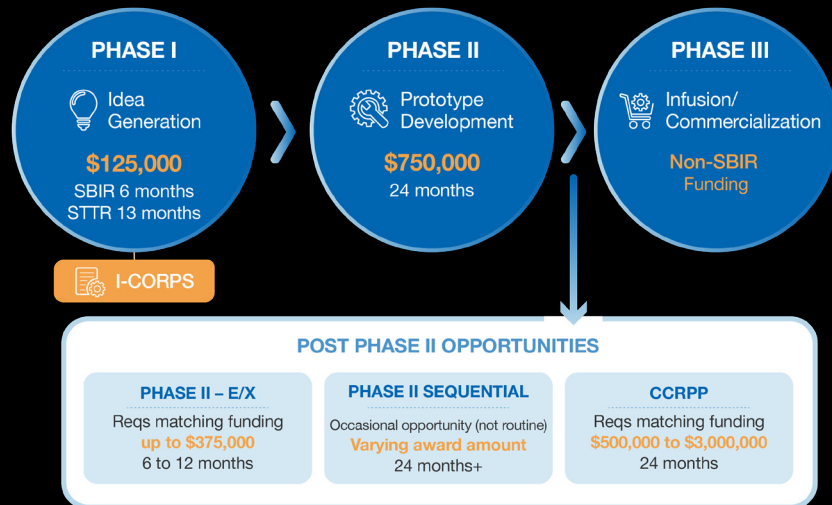 PHASE I
Idea
Generation
$125,000
SBIR 6 months
STTR 13 months
I-CORPS
PHASE II
Prototype
Development
$750,000
24 months
PHASE III
Infusion/
Commercialization
Non-SBIR
Funding
POST PHASE II OPPORTUNITIES
PHASE II – E/X
Reqs matching funding
up to $375,000
6 to 12 months
PHASE II SEQUENTIAL
Occasional opportunity (not routine)
Varying award amount
24 months+
CCRPP
Reqs matching funding
$500,000 to $3,000,000
24 months